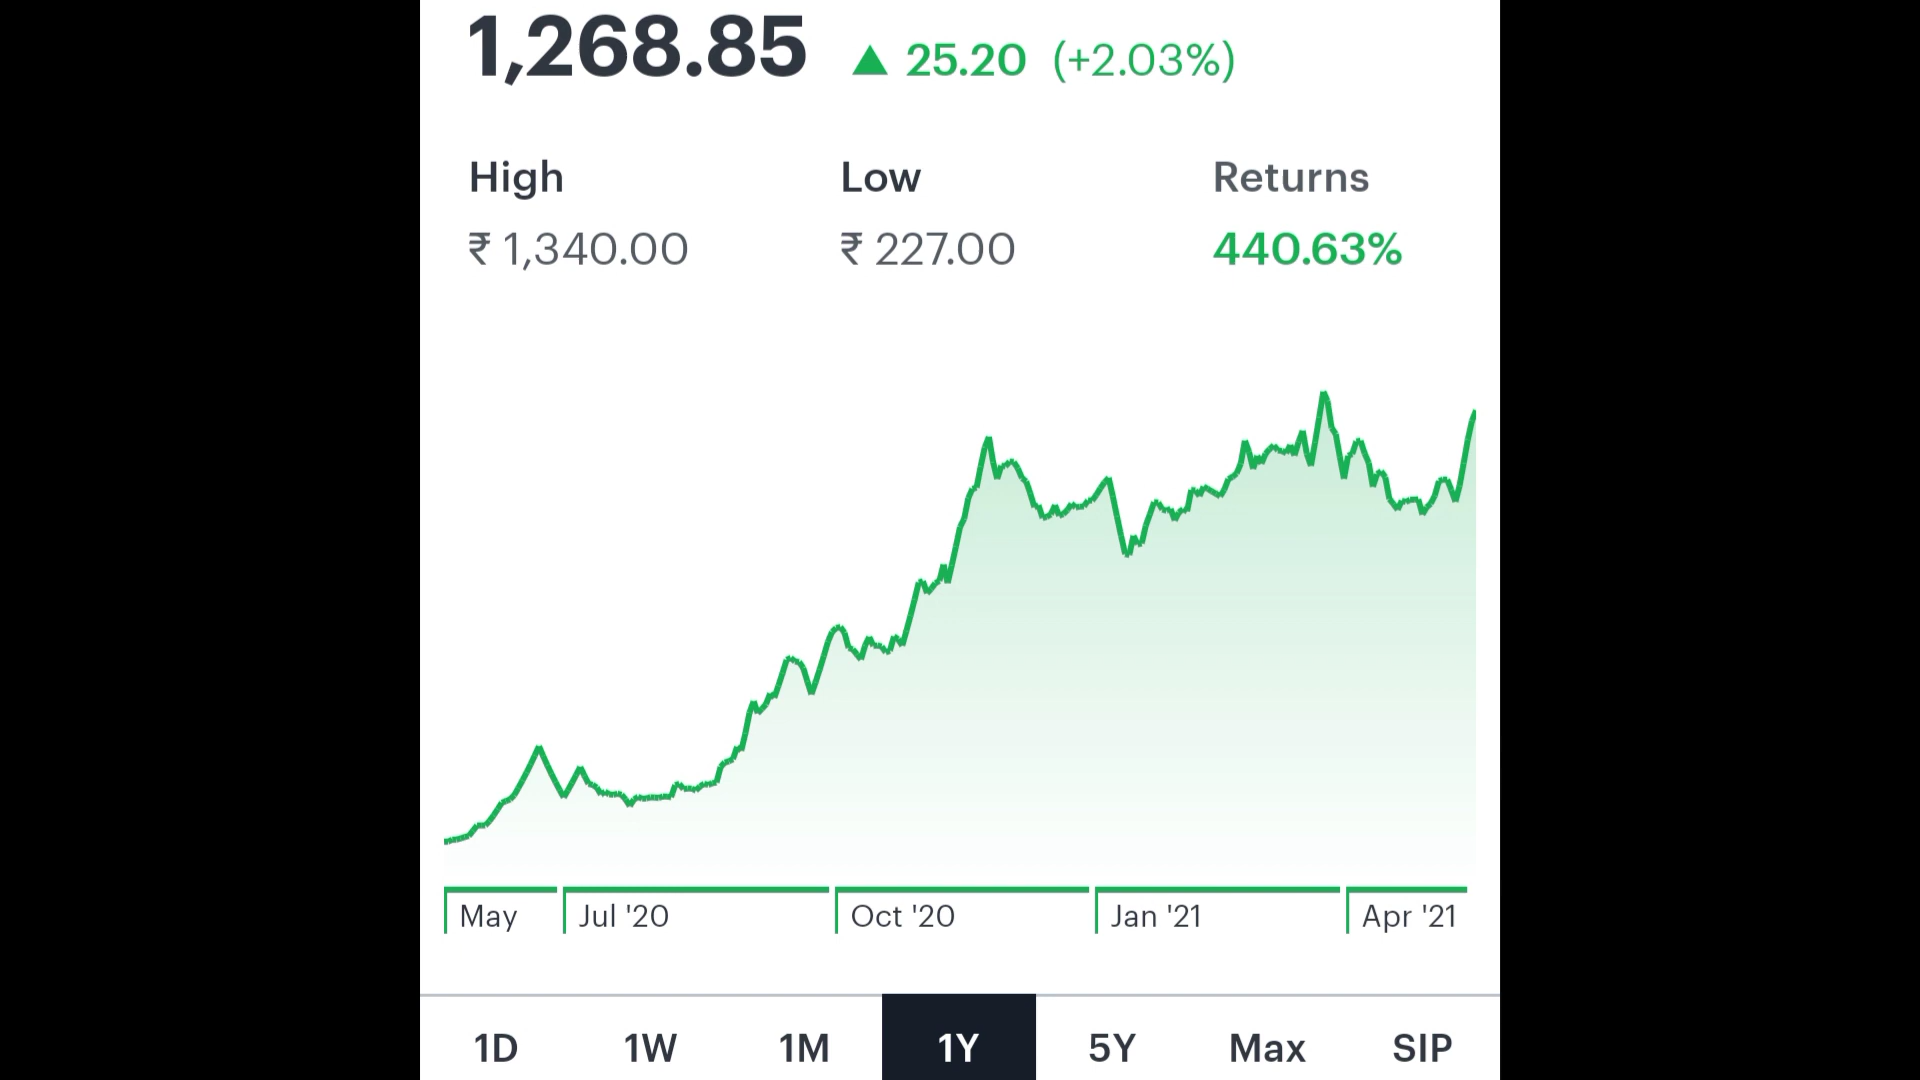 1,268.85 ▲ 25.20 (+2.03%)
High Low Returns
₹ 1,340.00 ₹ 227.00 440.63%
May Jul '20 Oct '20 Jan '21 Apr '21
1D 1W 1M 1Y 5Y Max SIP